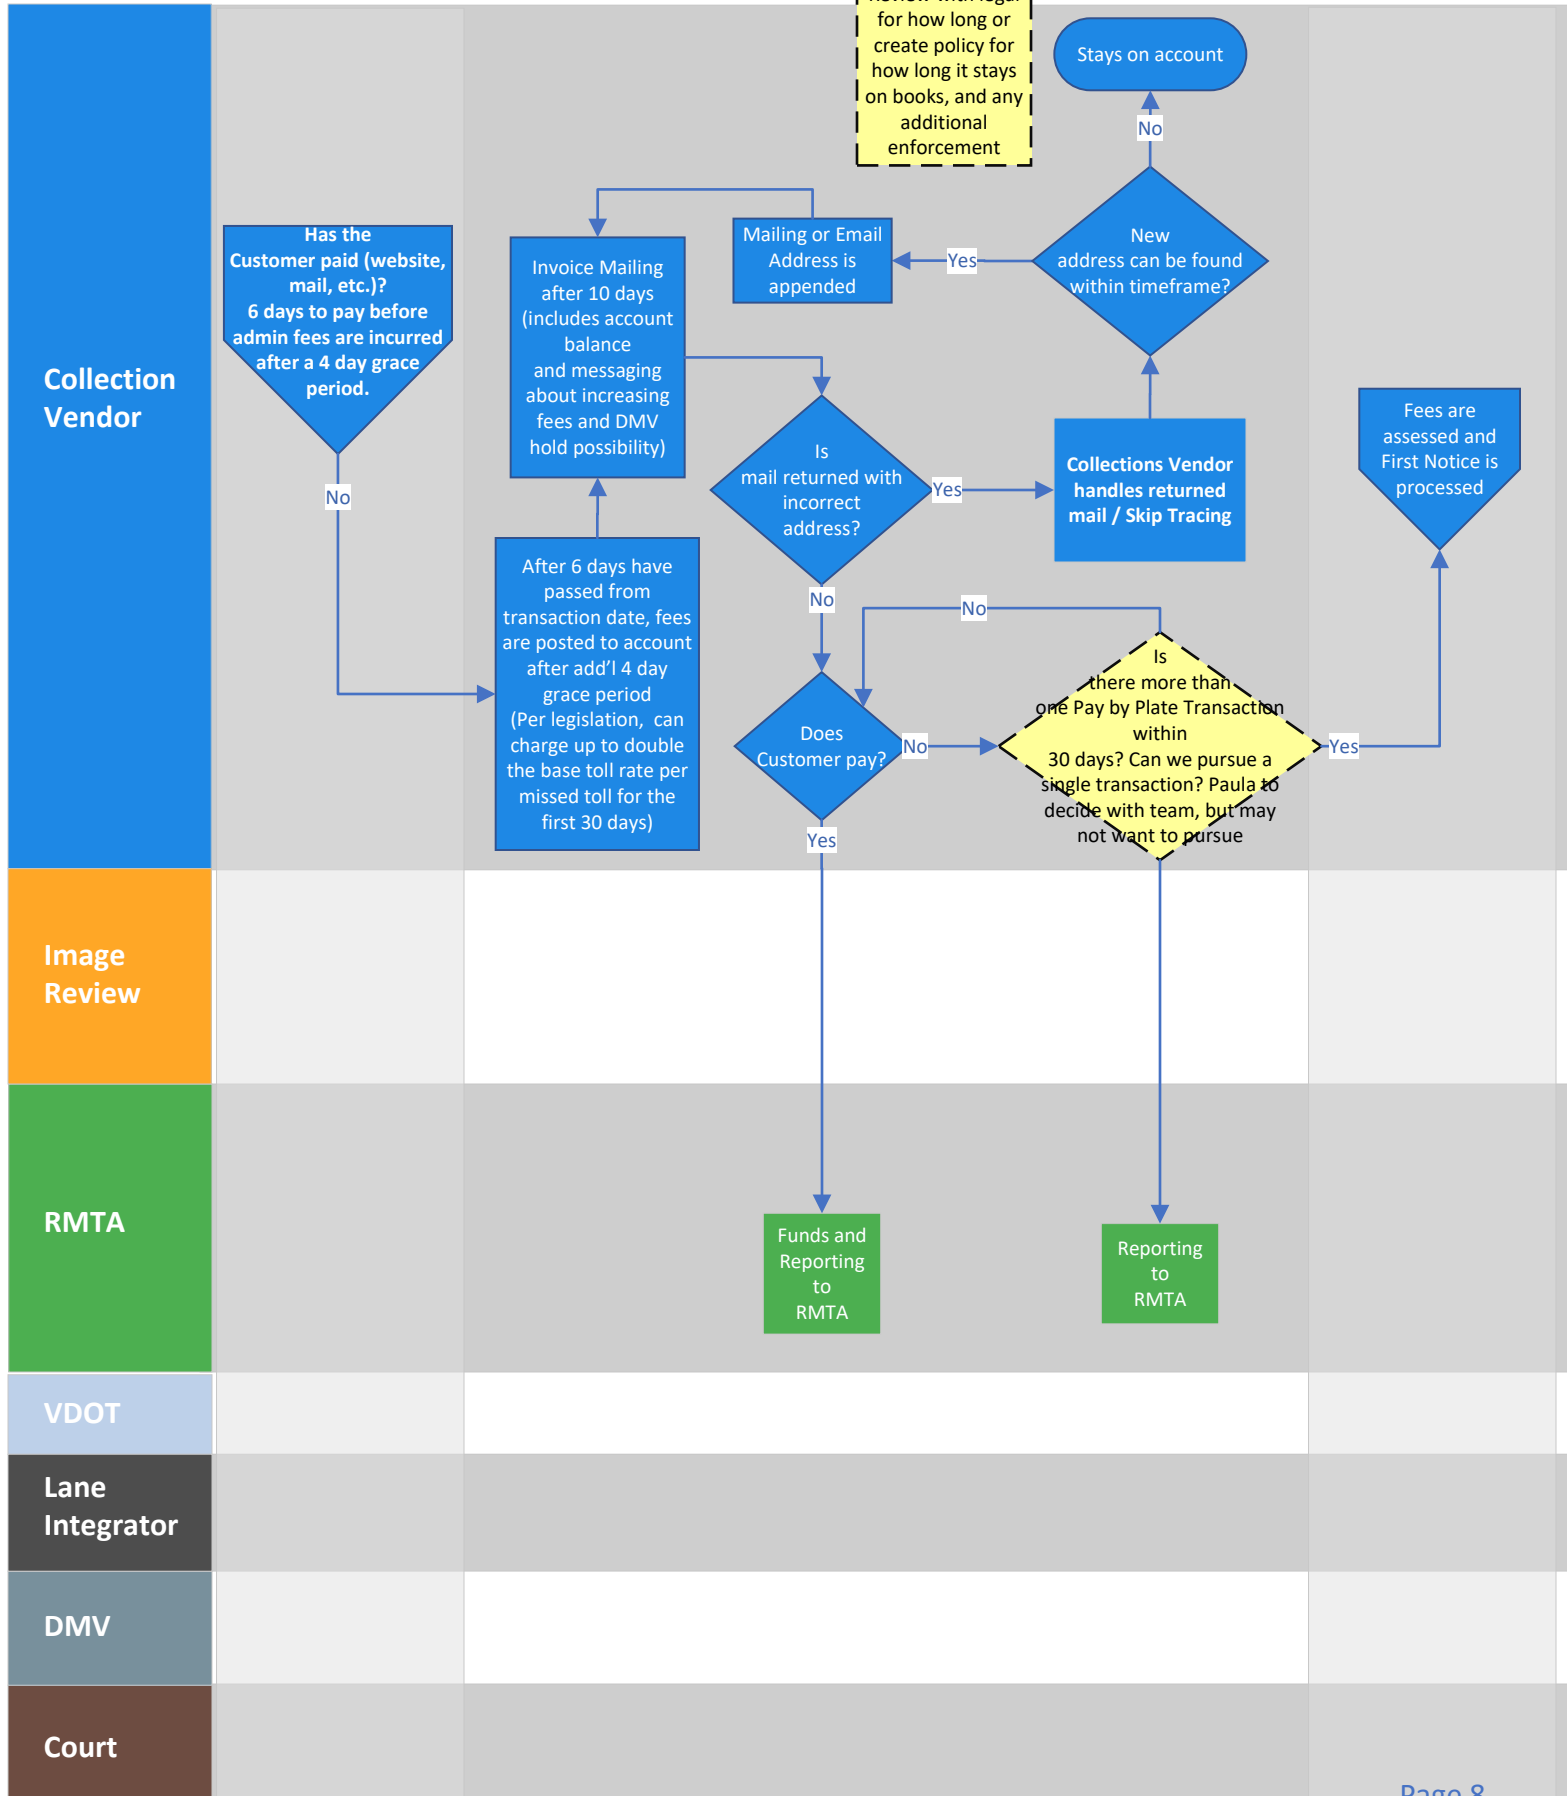 review with legal
for how long or
create policy for
how long it stays
on books, and any
additional
enforcement
Stays on account
No
New
address can be found
within timeframe?
Yes
Mailing or Email
Address is
appended
Has the
Customer paid (website,
mail, etc.)?
6 days to pay before
admin fees are incurred
after a 4 day grace
period.
No
Invoice Mailing
after 10 days
(includes account
balance
and messaging
about increasing
fees and DMV
hold possibility)
Collection
Vendor
Is
mail returned with
incorrect
address?
Yes
Collections Vendor
handles returned
mail / Skip Tracing
Fees are
assessed and
First Notice is
processed
After 6 days have
passed from
transaction date, fees
are posted to account
after add’l 4 day
grace period
(Per legislation, can
charge up to double
the base toll rate per
missed toll for the
first 30 days)
No
No
Does
Customer pay?
No
Is
there more than
one Pay by Plate Transaction
within
30 days? Can we pursue a
single transaction? Paula to
decide with team, but may
not want to pursue
Yes
Yes
Image
Review
RMTA
Funds and
Reporting
to
RMTA
Reporting
to
RMTA
VDOT
Lane
Integrator
DMV
Court
Page 8